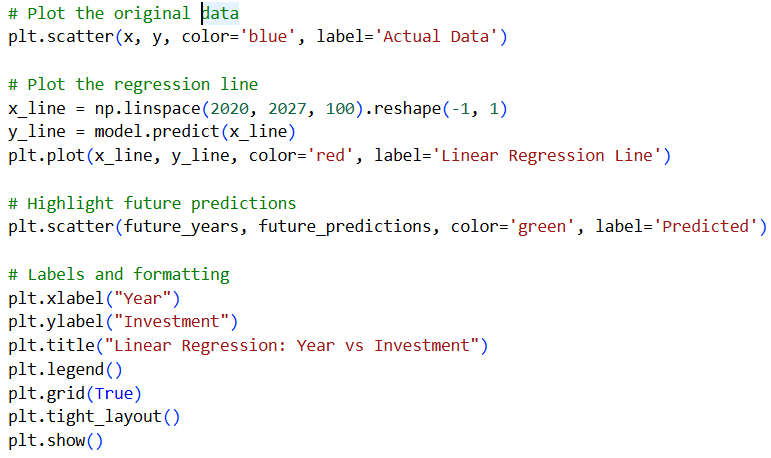 # Plot the original data
plt.scatter(x, y, color='blue', label='Actual Data')
# Plot the regression line
x_line = np.linspace(2020, 2027, 100).reshape(-1, 1)
y_line = model.predict(x_line)
plt.plot(x_line, y_line, color='red', label='Linear Regression Line')
# Highlight future predictions
plt.scatter(future_years, future_predictions, color='green', label='Predicted')
# Labels and formatting
plt.xlabel("Year")
plt.ylabel("Investment")
plt.title("Linear Regression: Year vs Investment")
plt.legend()
plt.grid(True)
plt.tight_layout()
plt.show()